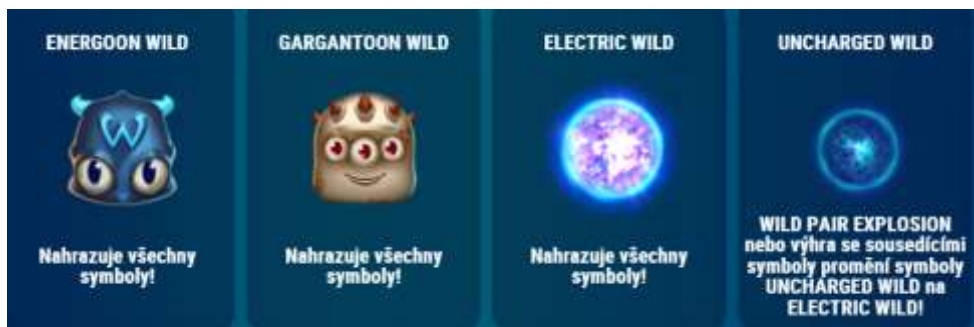 ENERGOON WILD
W
Nahrazuje všechny
symboly!
GARGANTOON WILD
Nahrazuje všechny
symboly!
ELECTRIC WILD
Nahrazuje všechny
symboly!
UNCHARGED WILD
WILD PAIR EXPLOSION
nebo výhra se sousedícími
symboly promění symboly
UNCHARGED WILD na
ELECTRIC WILD!